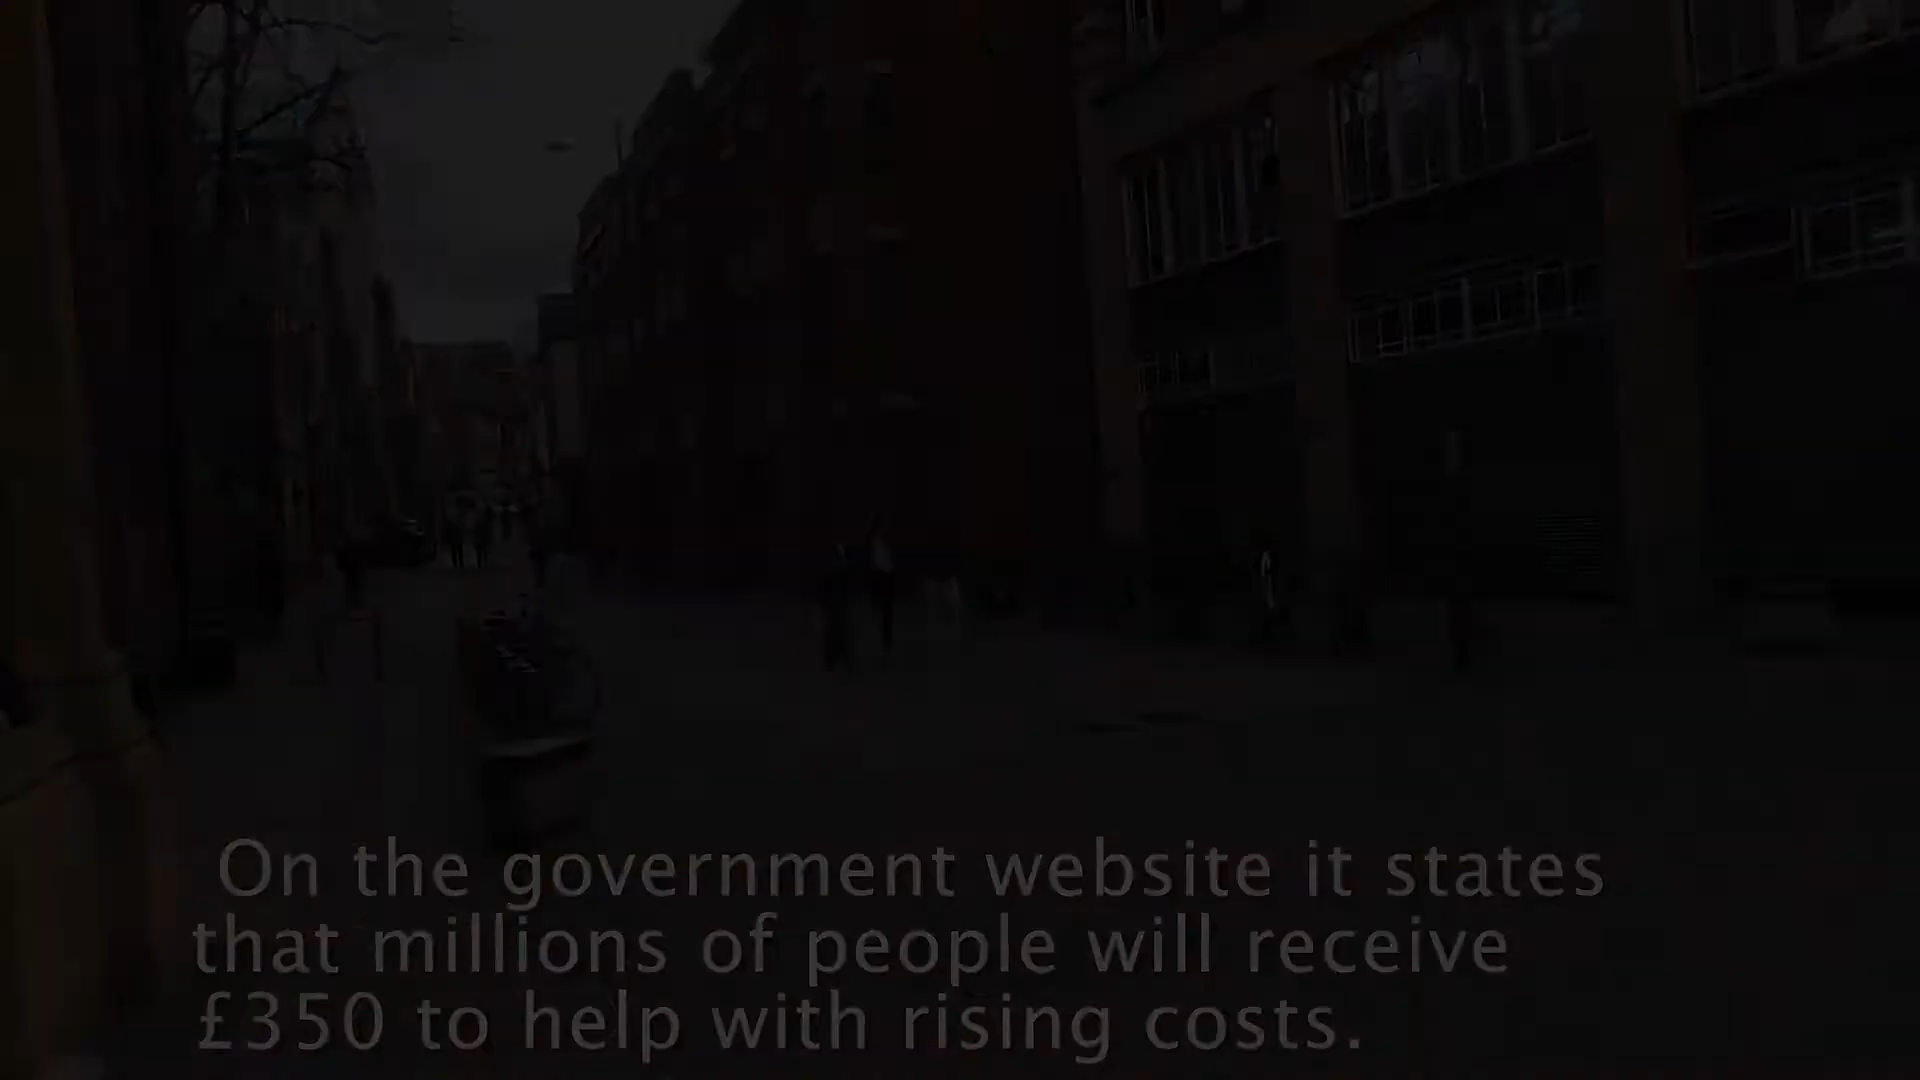 On the government website it states
that millions of people will receive
£350 to help with rising costs.